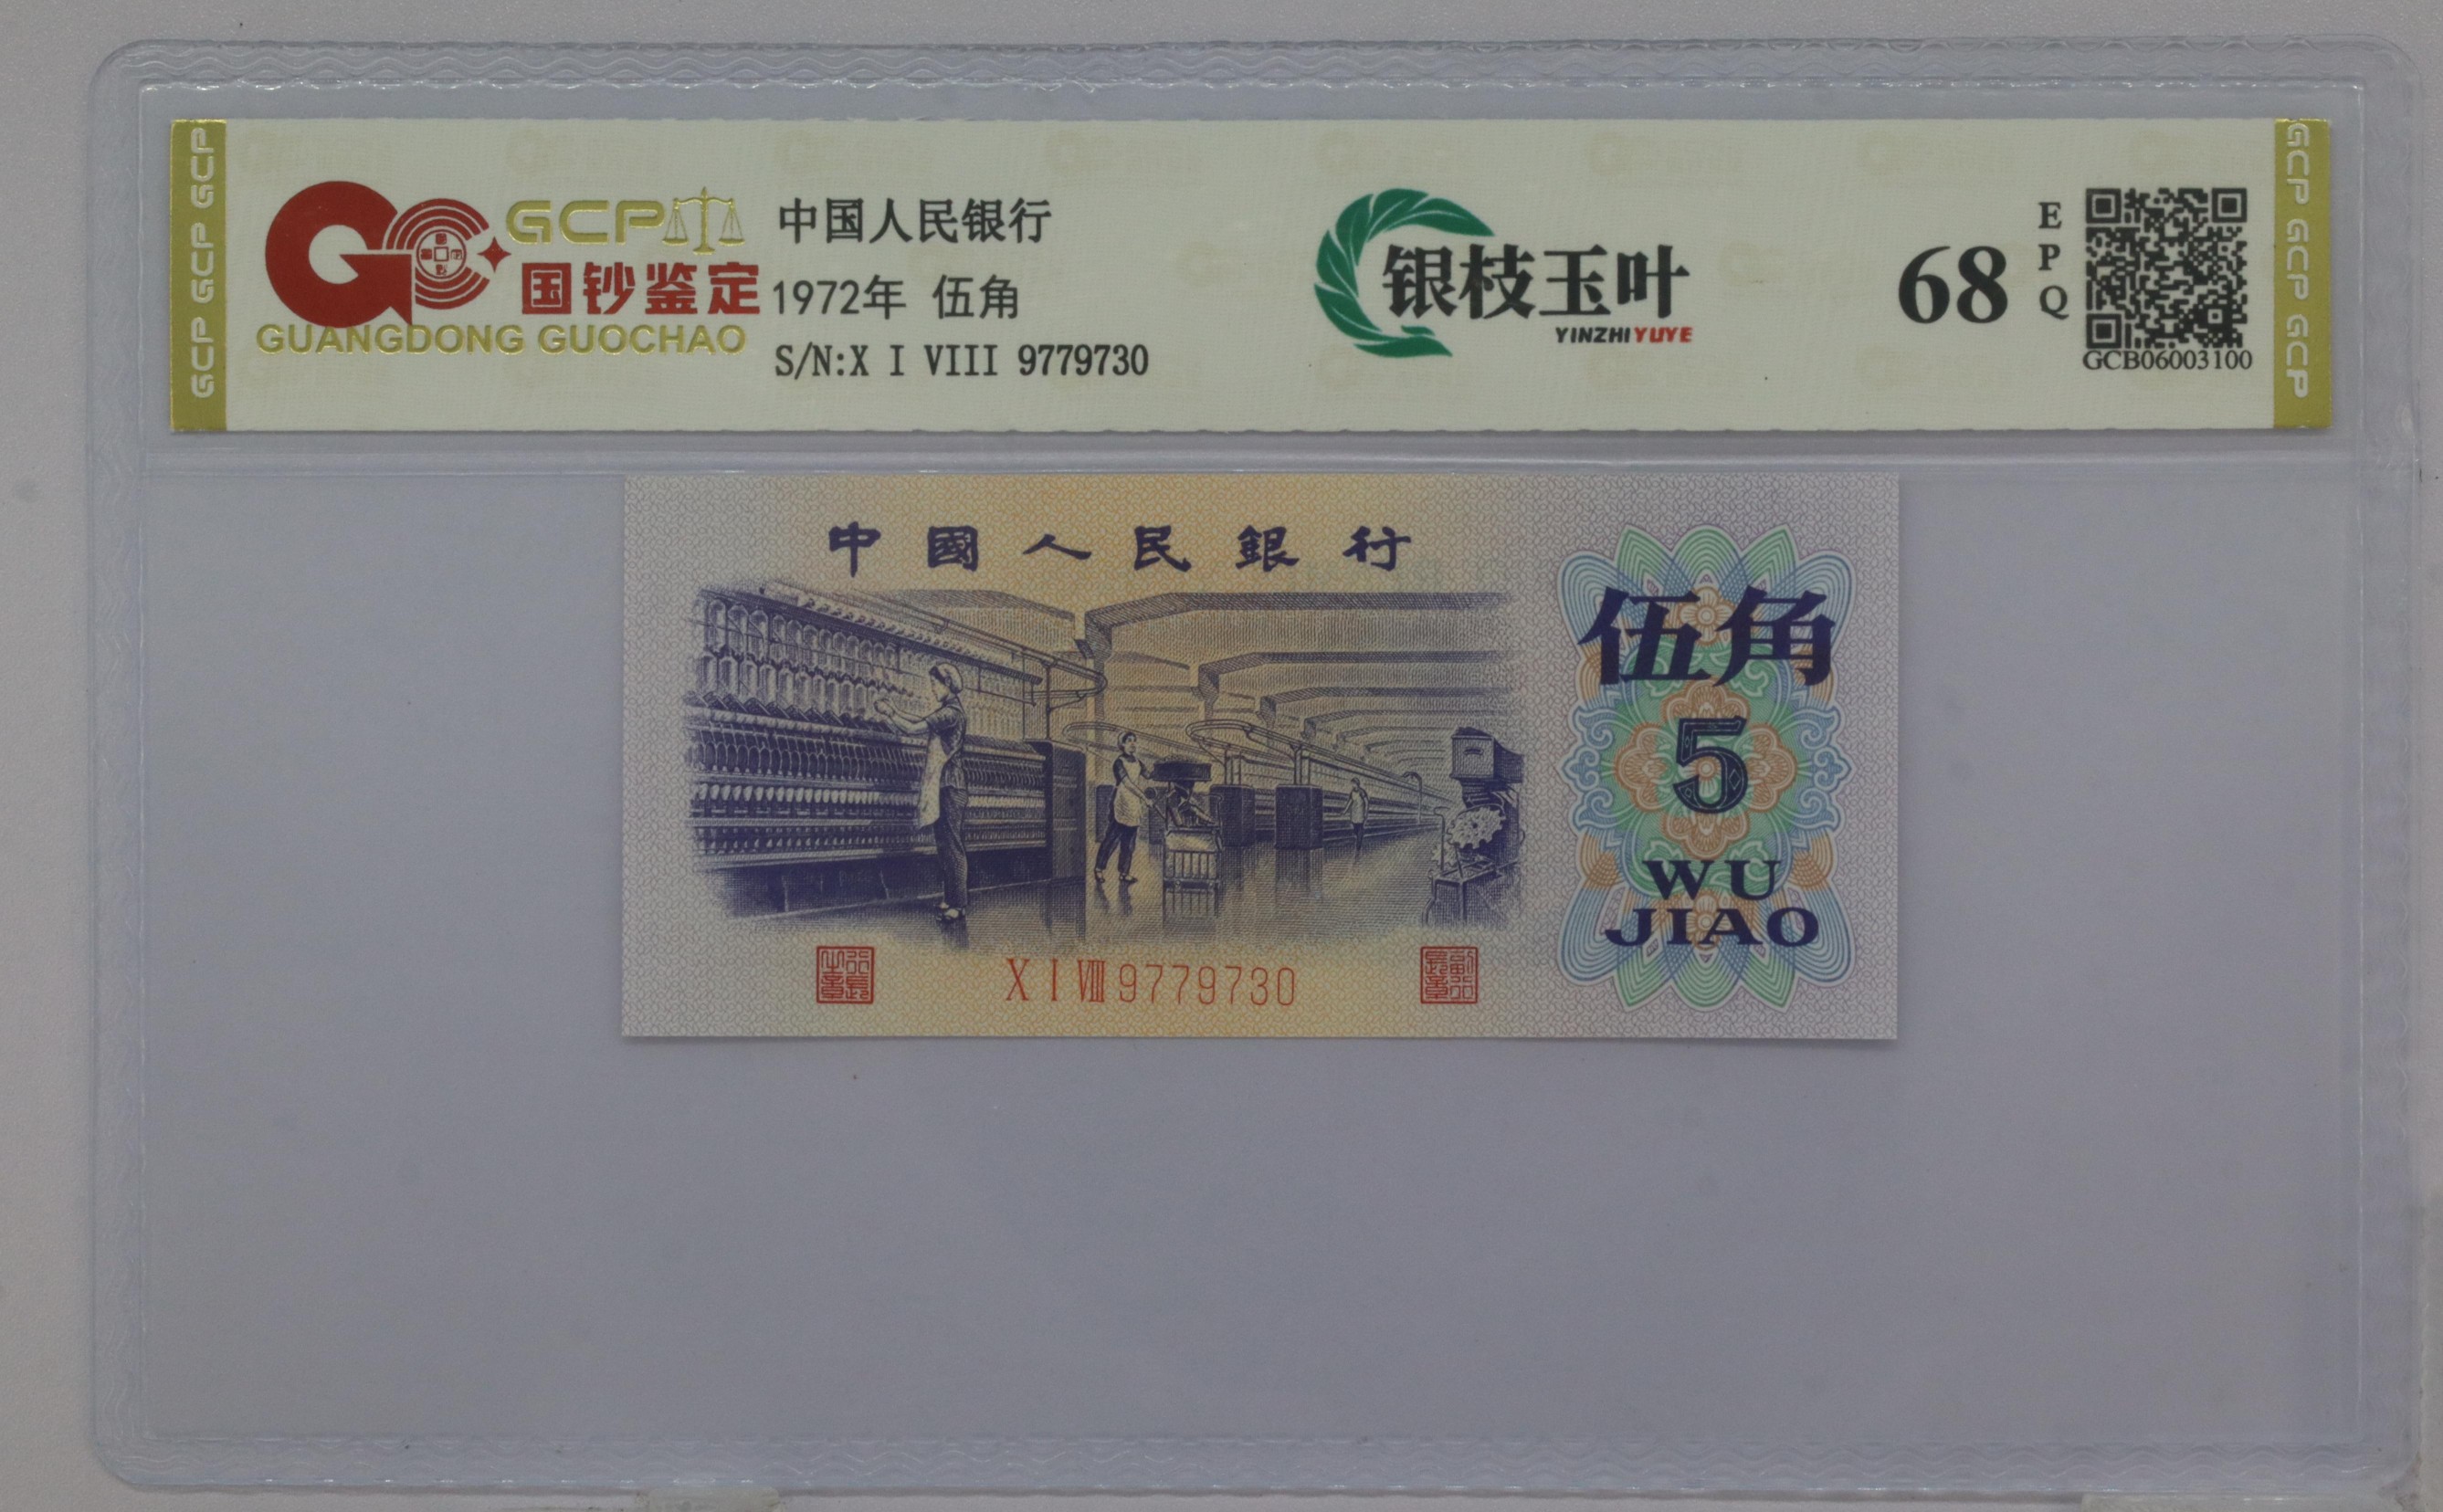 GCP GCP GCP
GCP
国钞鉴定
GUANGDONG GUOCHAO
中国人民银行
1972年 伍角
S/N:X I VIII 9779730
银枝玉叶
YINZHIYUYE
68
EPQ
GCB06003100
GCP GCP GCP
中國人民銀行
伍角
5
WU
JIAO
X I VIII 9779730